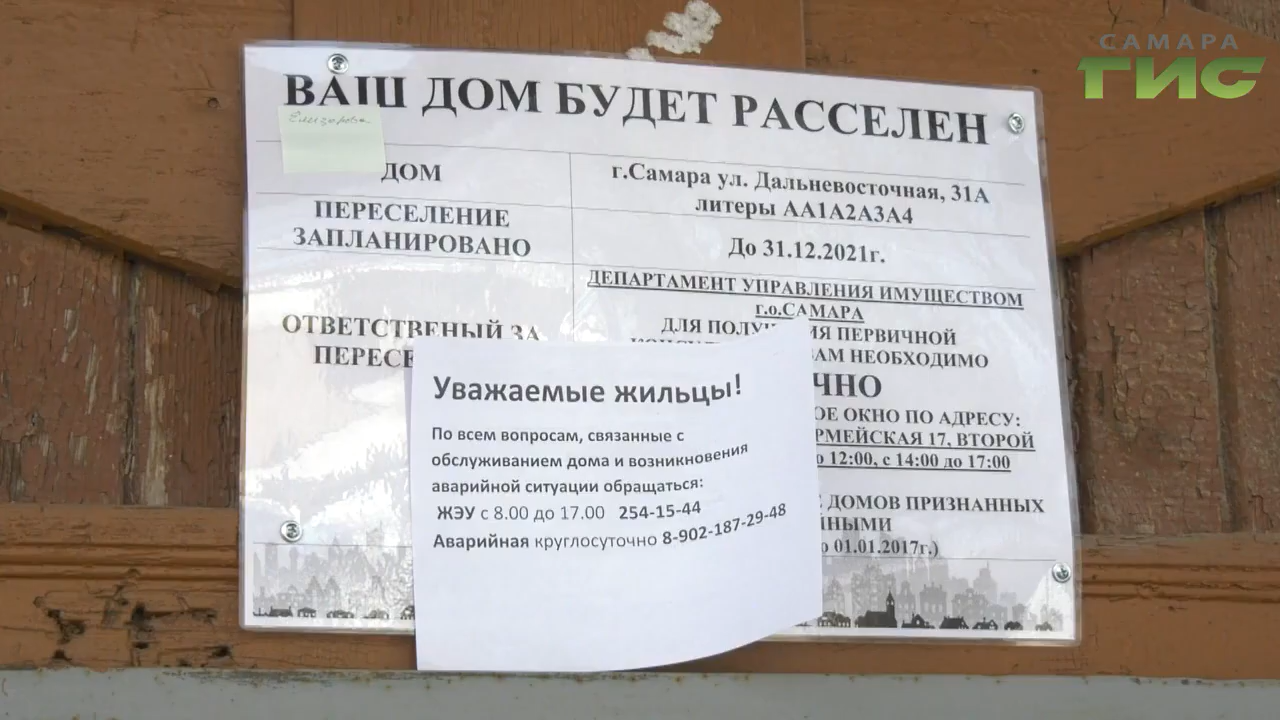 САМАРА
ГИС
ВАШ ДОМ БУДЕТ РАССЕЛЕН
Елизарова
ДОМ
г.Самара ул. Дальневосточная, 31А
литеры АА1А2А3А4
ПЕРЕСЕЛЕНИЕ
ЗАПЛАНИРОВАНО
До 31.12.2021г.
ОТВЕТСТВЕНЫЙ ЗА
ПЕРЕСЕ
ДЕПАРТАМЕНТ УПРАВЛЕНИЯ ИМУЩЕСТВОМ
г.о.САМАРА
ДЛЯ ПОЛУ ИЯ ПЕРВИЧНОЙ
ВАМ НЕОБХОДИМО
ЧНО
ОЕ ОКНО ПО АДРЕСУ:
РМЕЙСКАЯ 17, ВТОРОЙ
о 12:00, с 14:00 до 17:00
С ДОМОВ ПРИЗНАННЫХ
ЙНЫМИ
о 01.01.2017г.)
Уважаемые жильцы!
По всем вопросам, связанные с
обслуживанием дома и возникновения
аварийной ситуации обращаться:
ЖЭУ с 8.00 до 17.00 254-15-44
Аварийная круглосуточно 8-902-187-29-48